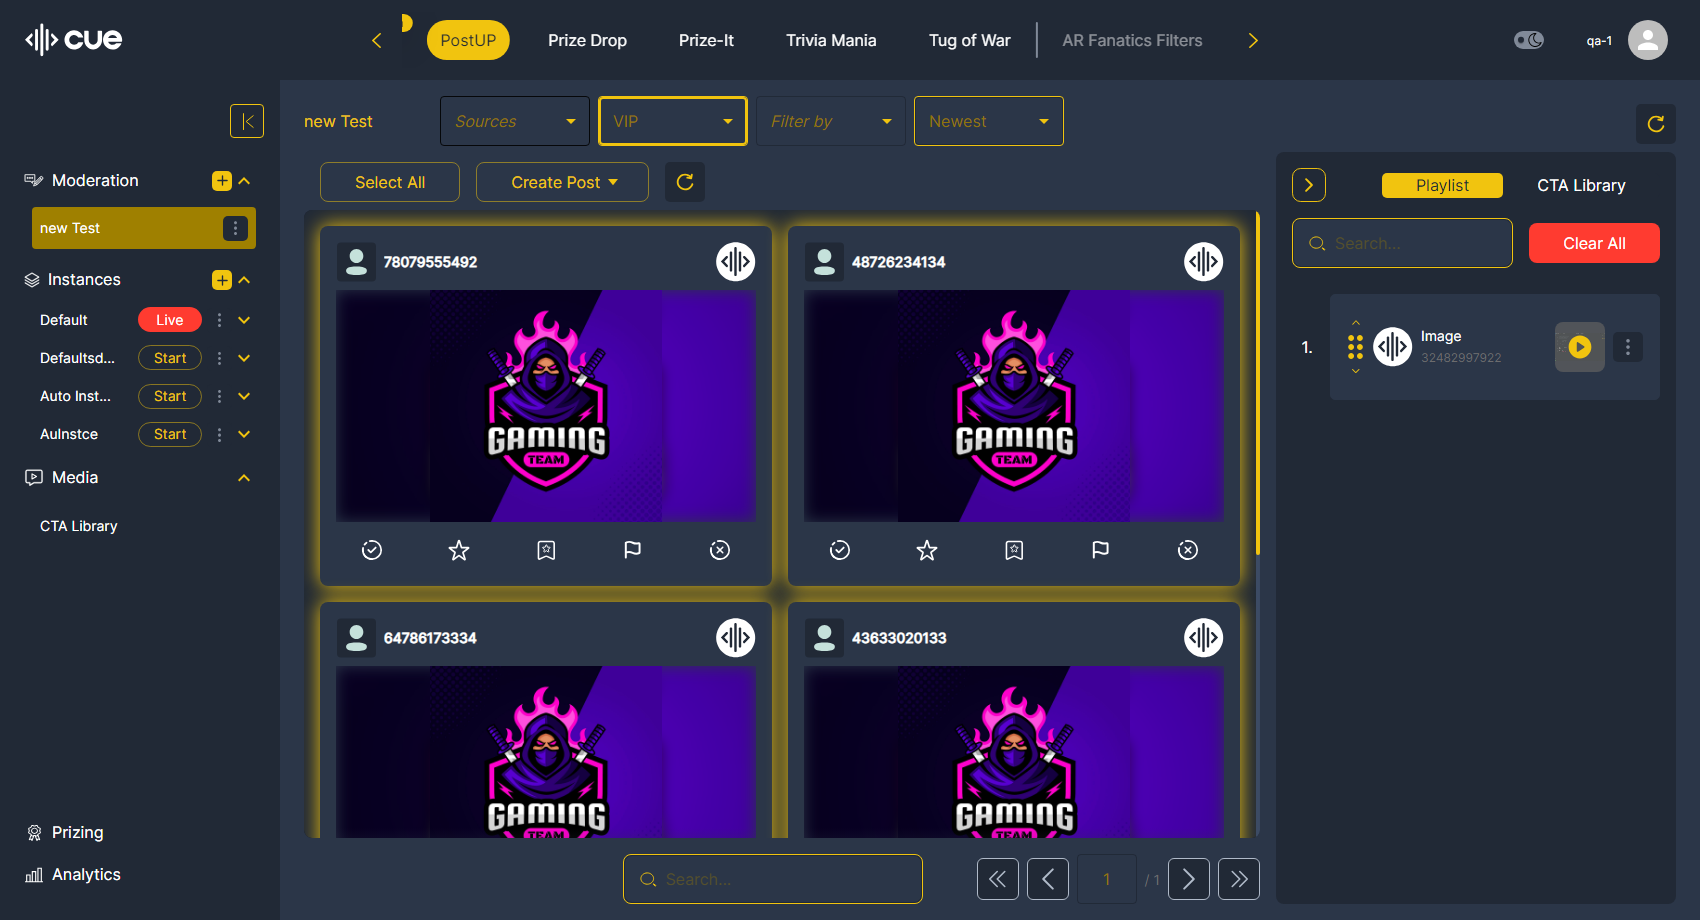 cue
PostUP
Prize Drop
Prize-It
Trivia Mania
Tug of War
AR Fanatics Filters
qa-1
Moderation
new Test
Instances
Default
Live
Defaultsd...
Start
Auto Inst...
Start
AuInstce
Start
Media
CTA Library
Prizing
Analytics
new Test
Sources
VIP
Filter by
Newest
Select All
Create Post
78079555492
GAMING
TEAM
48726234134
GAMING
TEAM
64786173334
GAMING
TEAM
43633020133
GAMING
TEAM
Search...
1
/ 1
Playlist
CTA Library
Search...
Clear All
1.
Image
32482997922